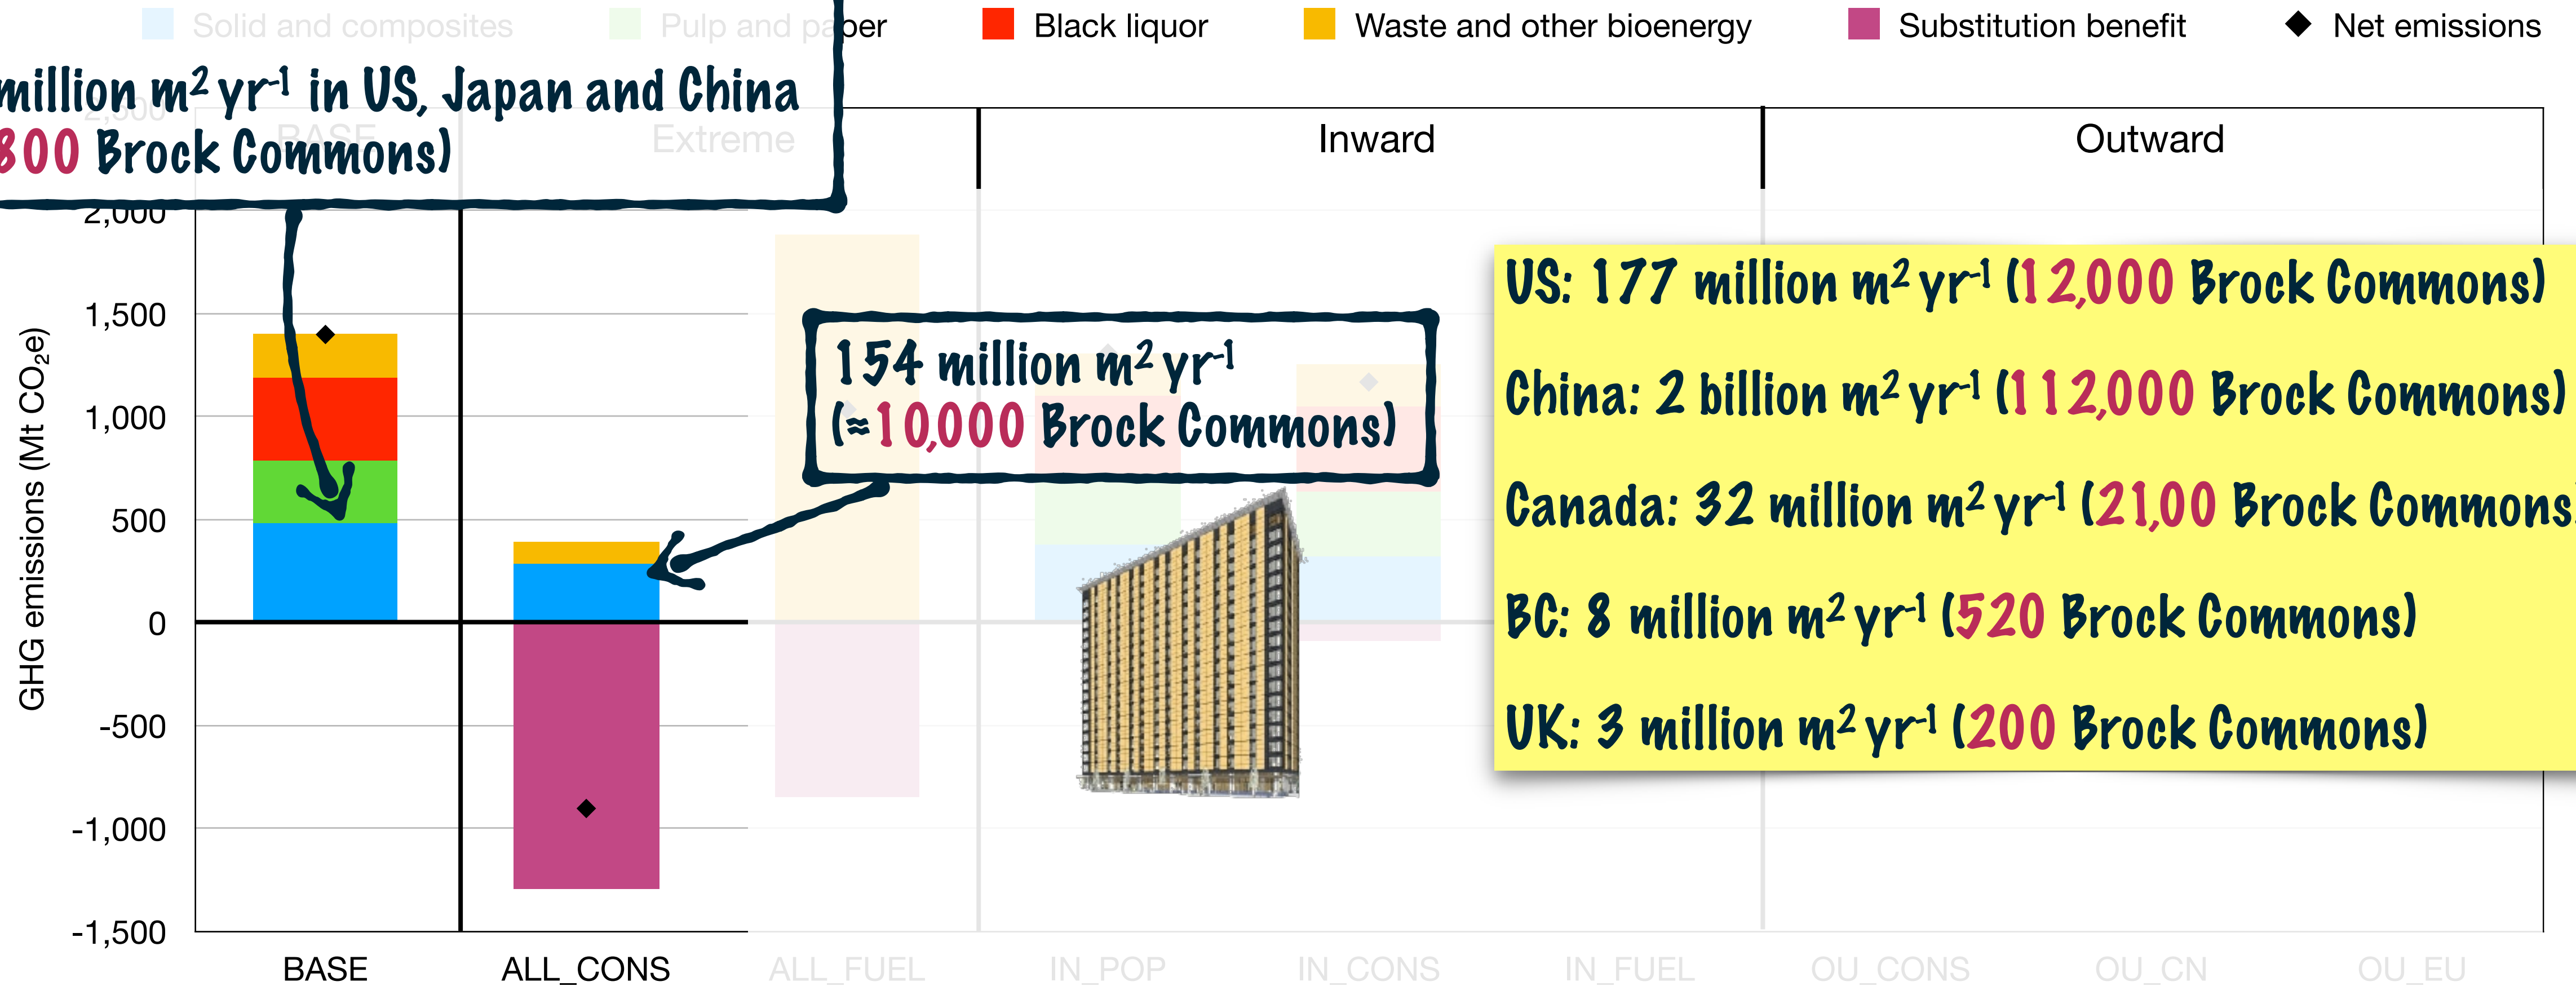 Solid and composites Pulp and paper Black liquor Waste and other bioenergy Substitution benefit Net emissions
million m² yr⁻¹ in US, Japan and China
800 Brock Commons)
2,500
BASE Extreme Inward Outward
2,000
1,500
1,000
500
0
-500
-1,000
-1,500
GHG emissions (Mt CO₂e)
154 million m² yr⁻¹
(≈10,000 Brock Commons)
US: 177 million m² yr⁻¹ (12,000 Brock Commons)
China: 2 billion m² yr⁻¹ (112,000 Brock Commons)
Canada: 32 million m² yr⁻¹ (21,00 Brock Commons)
BC: 8 million m² yr⁻¹ (520 Brock Commons)
UK: 3 million m² yr⁻¹ (200 Brock Commons)
BASE ALL_CONS ALL_FUEL IN_POP IN_CONS IN_FUEL OU_CONS OU_CN OU_EU